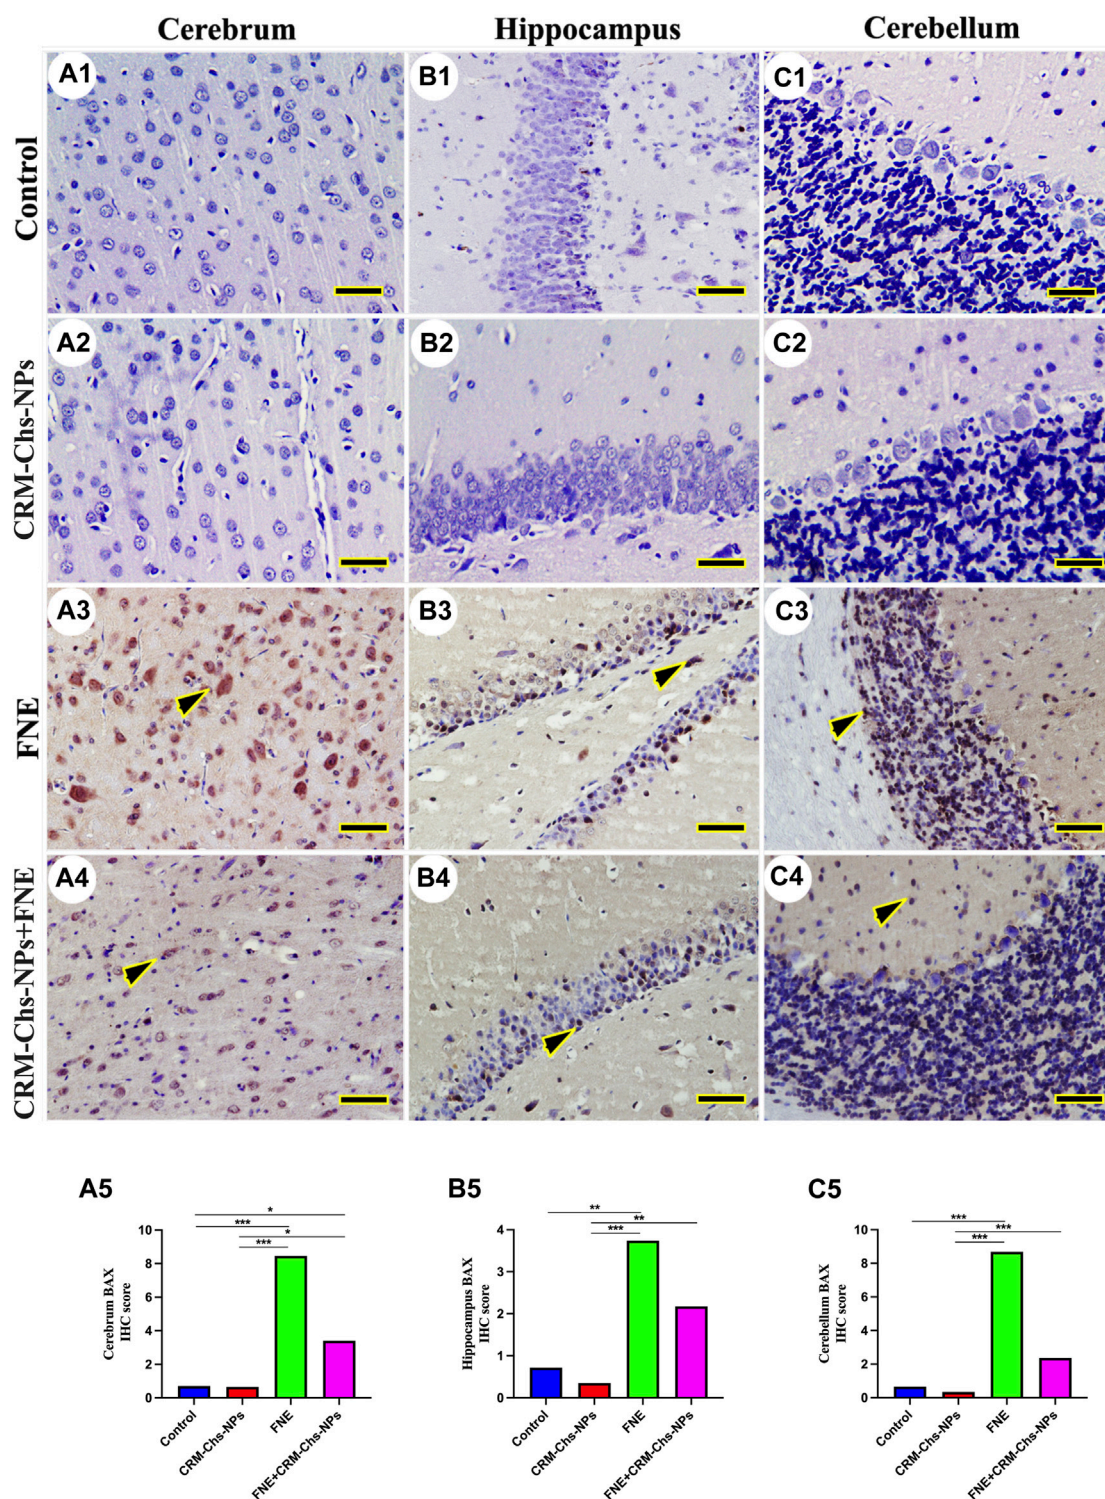 Cerebrum Hippocampus Cerebellum
Control
A1 B1 C1
CRM-Chs-NPs
A2 B2 C2
FNE
A3 B3 C3
CRM-Chs-NPs+FNE
A4 B4 C4
A5
*
***
*
***
Cerebrum BAX
IHC score
10
8
6
4
2
0
Control
CRM-Chs-NPs
FNE
FNE+CRM-Chs-NPs
B5
**
**
***
Hippocampus BAX
IHC score
4
3
2
1
0
Control
CRM-Chs-NPs
FNE
FNE+CRM-Chs-NPs
C5
***
***
***
Cerebellum BAX
IHC score
10
8
6
4
2
0
Control
CRM-Chs-NPs
FNE
FNE+CRM-Chs-NPs